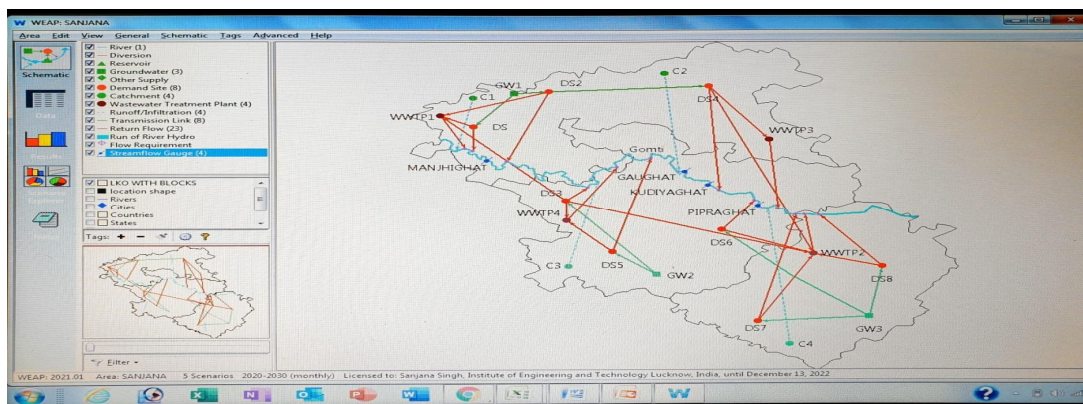 WEAP: SANJANA
Area Edit View General Schematic Tags Advanced Help
Schematic
Data
Results
River (1)
Diversion
Reservoir
Groundwater (3)
Other Supply
Demand Site (8)
Catchment (4)
Wastewater Treatment Plant (4)
Runoff/Infiltration (4)
Transmission Link (8)
Return Flow (23)
Run of River Hydro
Flow Requirement
Streamflow Gauge (4)
LKO WITH BLOCKS
location shape
Rivers
Cities
Countries
States
Tags:
Filter
C2
GW1
DS2
DS4
C1
WWTP1
DS
WWTP3
Gomti
MANJHIGHAT
GAUGHAT
KUDIYAGHAT
DS3
WWTP4
PIPRAGHAT
DS6
WWTP2
C3
DS5
GW2
DS8
DS7
GW3
C4
WEAP: 2021.01 Area: SANJANA 5 Scenarios 2020-2030 (monthly) Licensed to: Sanjana Singh, Institute of Engineering and Technology Lucknow, India, until December 13, 2022